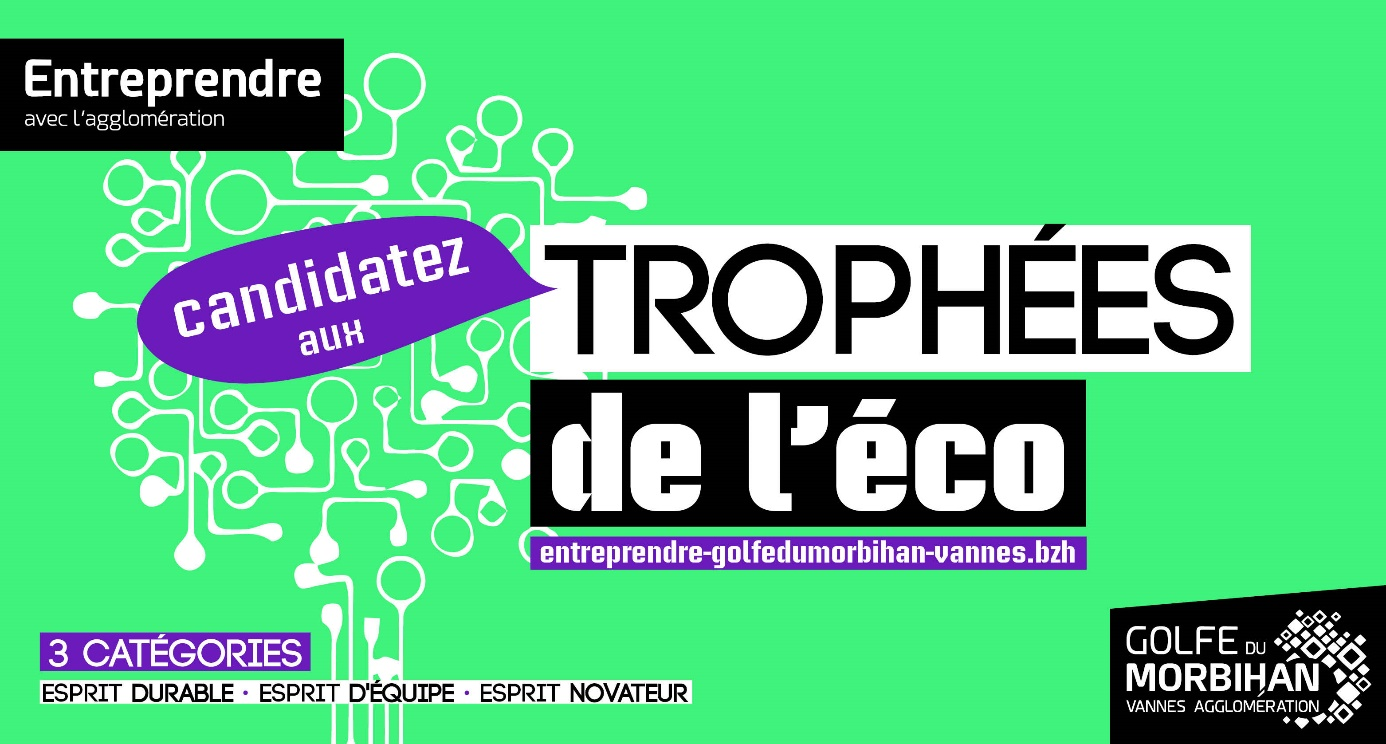 Entreprendre
avec l'agglomération
candidatez
aux
TROPHÉES
de l'éco
entreprendre-golfedumorbihan-vannes.bzh
3 CATÉGORIES
ESPRIT DURABLE • ESPRIT D'ÉQUIPE • ESPRIT NOVATEUR
GOLFE DU
MORBIHAN
VANNES AGGLOMÉRATION